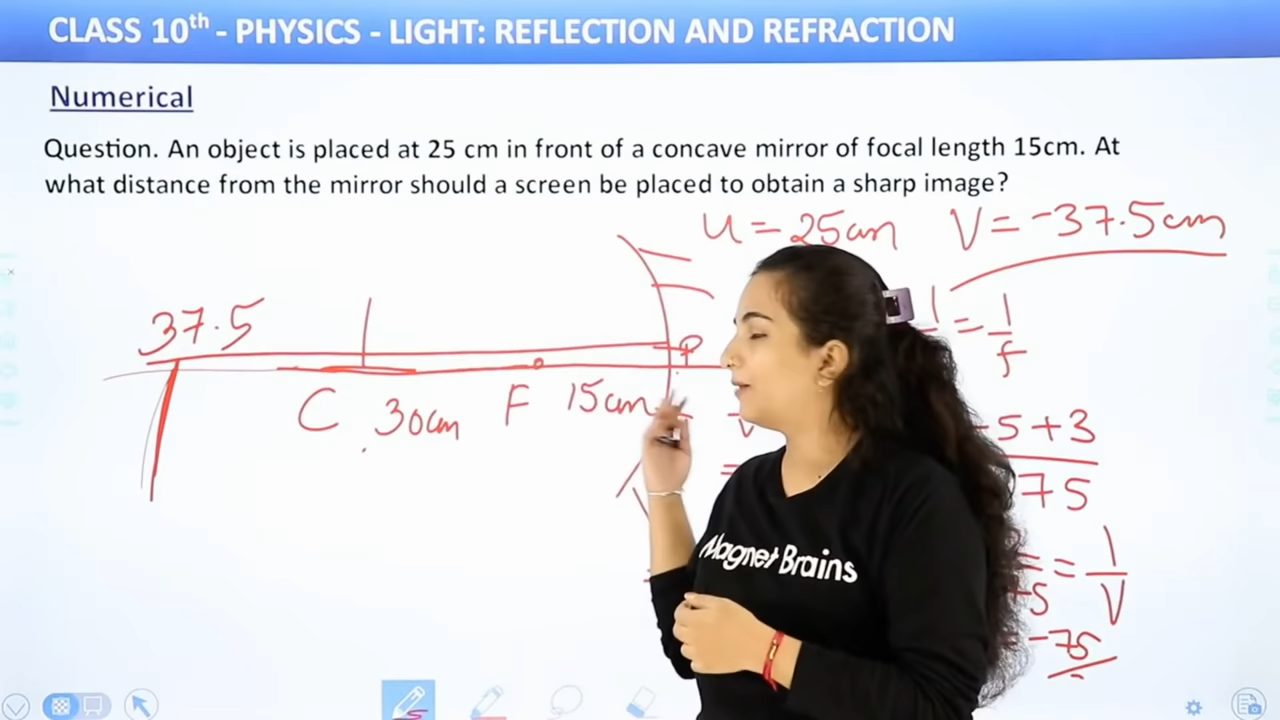 CLASS 10th - PHYSICS - LIGHT: REFLECTION AND REFRACTION
Numerical
Question. An object is placed at 25 cm in front of a concave mirror of focal length 15cm. At
what distance from the mirror should a screen be placed to obtain a sharp image?
u = 25cm V = -37.5cm
37.5
P
1 = 1
f
C 30cm F 15cm
-5+3
75
= 1
V
-75
Magnet Brains